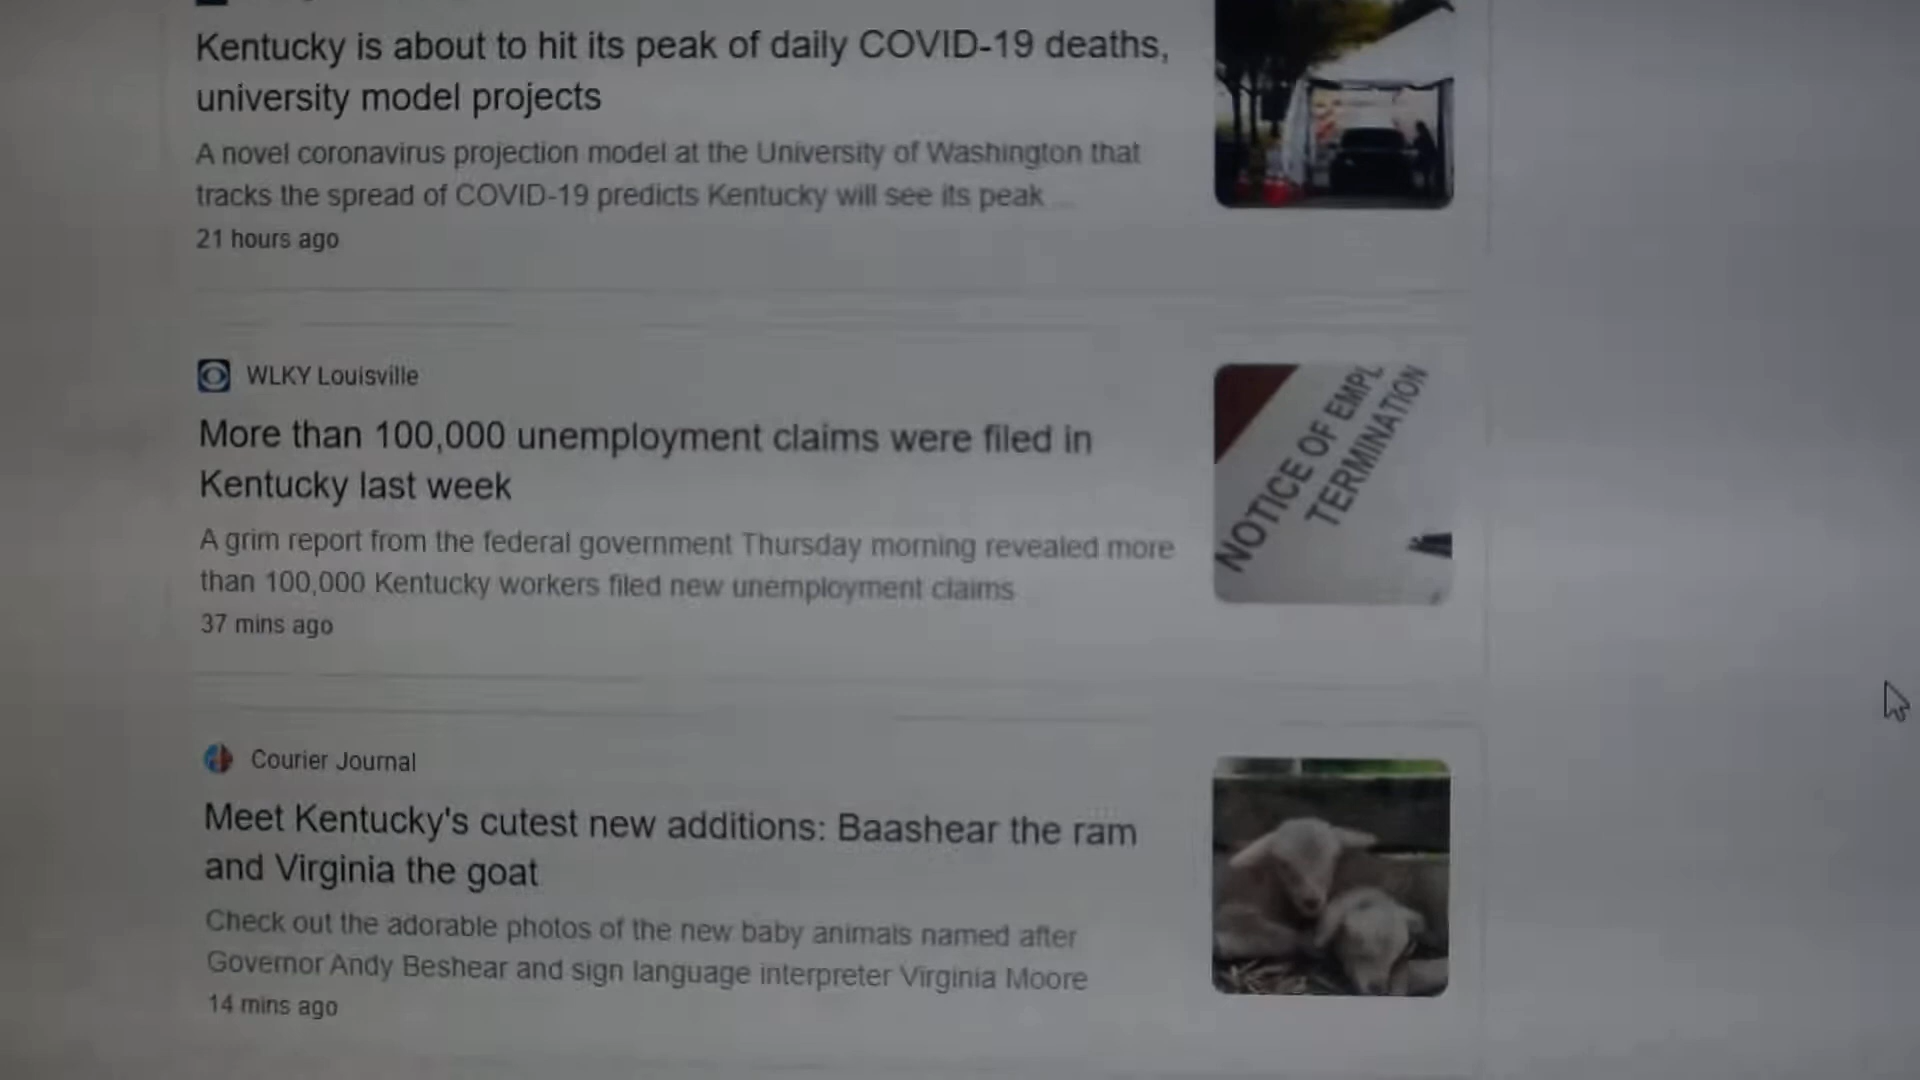 Kentucky is about to hit its peak of daily COVID-19 deaths,
university model projects
A novel coronavirus projection model at the University of Washington that
tracks the spread of COVID-19 predicts Kentucky will see its peak ...
21 hours ago
WLKY Louisville
More than 100,000 unemployment claims were filed in
Kentucky last week
A grim report from the federal government Thursday morning revealed more
than 100,000 Kentucky workers filed new unemployment claims
37 mins ago
NOTICE OF EMPL
TERMINATION
Courier Journal
Meet Kentucky's cutest new additions: Baashear the ram
and Virginia the goat
Check out the adorable photos of the new baby animals named after
Governor Andy Beshear and sign language interpreter Virginia Moore
14 mins ago